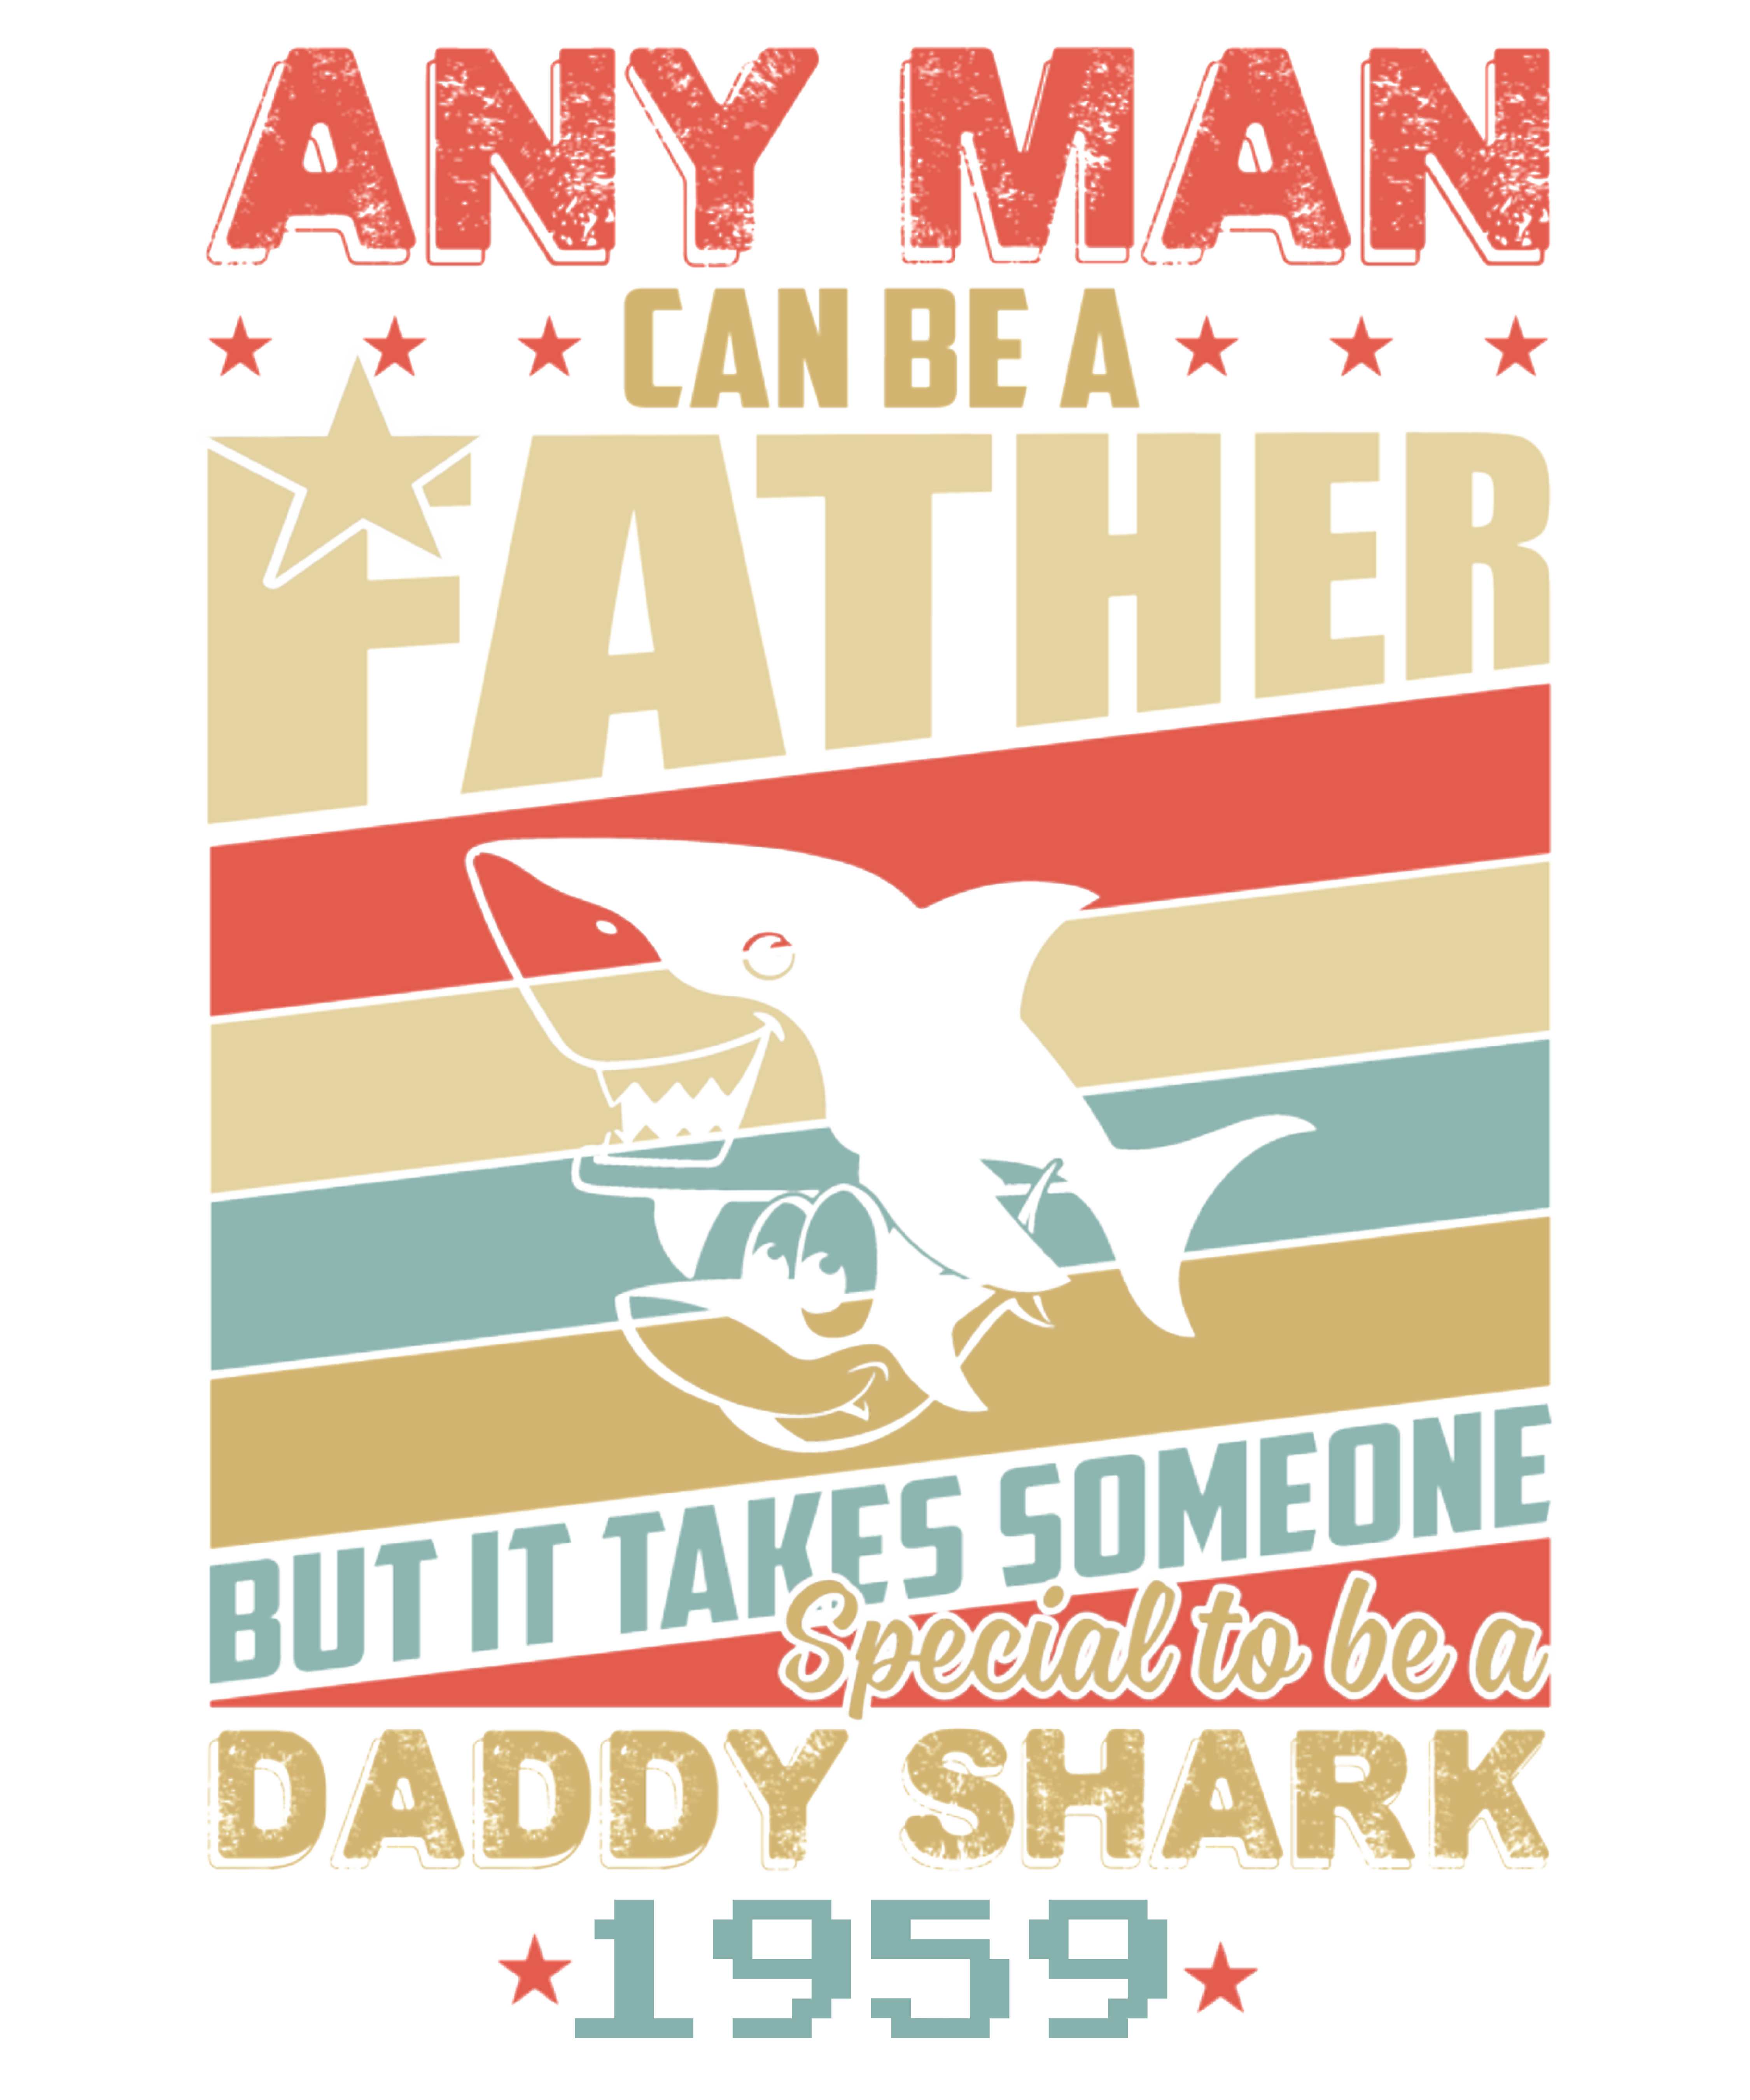 ANY MAN
CAN BE A
FATHER
BUT IT TAKES SOMEONE
Special to be a
DADDY SHARK
1959